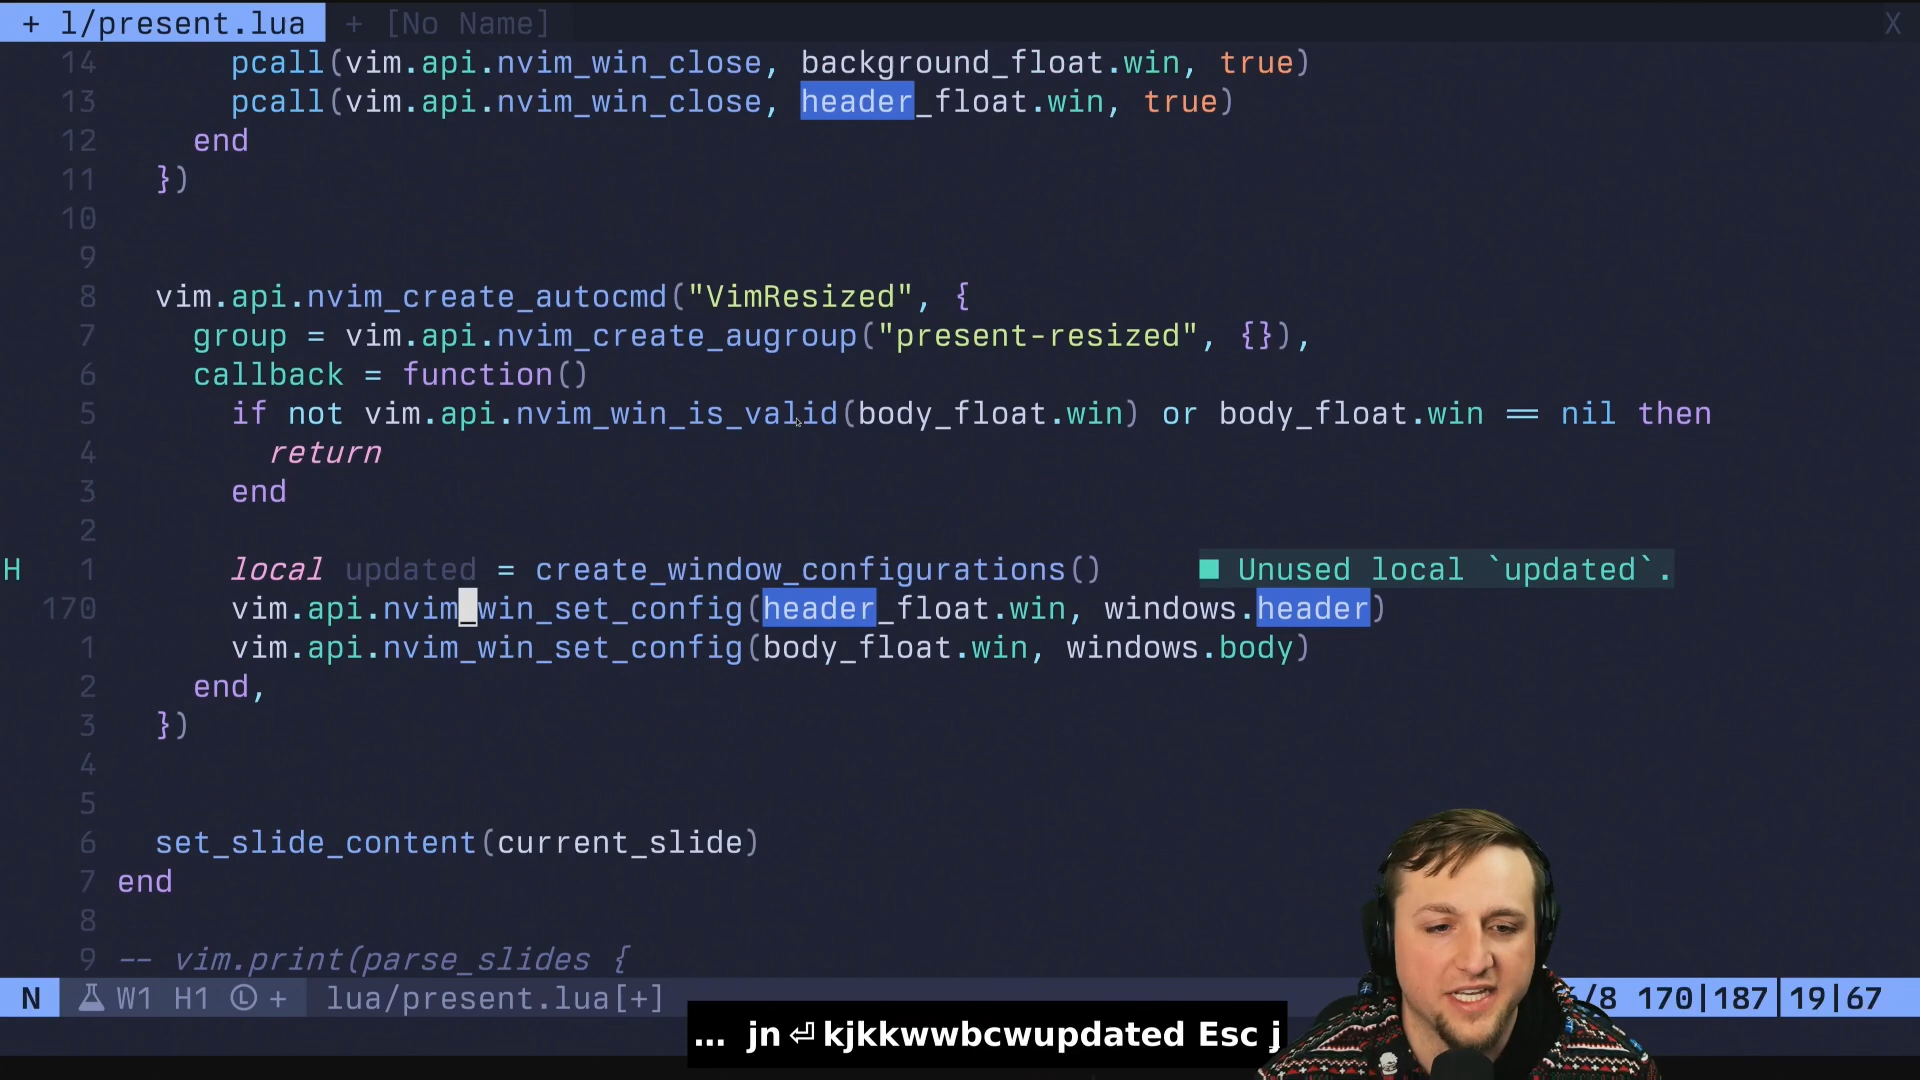 + l/present.lua + [No Name] X
14 pcall(vim.api.nvim_win_close, background_float.win, true)
13 pcall(vim.api.nvim_win_close, header_float.win, true)
12 end
11 })
10
9
8 vim.api.nvim_create_autocmd("VimResized", {
7 group = vim.api.nvim_create_augroup("present-resized", {}),
6 callback = function()
5 if not vim.api.nvim_win_is_valid(body_float.win) or body_float.win == nil then
4 return
3 end
2
H 1 local updated = create_window_configurations() ■ Unused local `updated`.
170 vim.api.nvim_win_set_config(header_float.win, windows.header)
1 vim.api.nvim_win_set_config(body_float.win, windows.body)
2 end,
3 })
4
5
6 set_slide_content(current_slide)
7 end
8
9 -- vim.print(parse_slides {
N W1 H1 Ⓛ + lua/present.lua[+] /8 170|187|19|67
… jn⏎kjkkwwbcwupdated Esc j